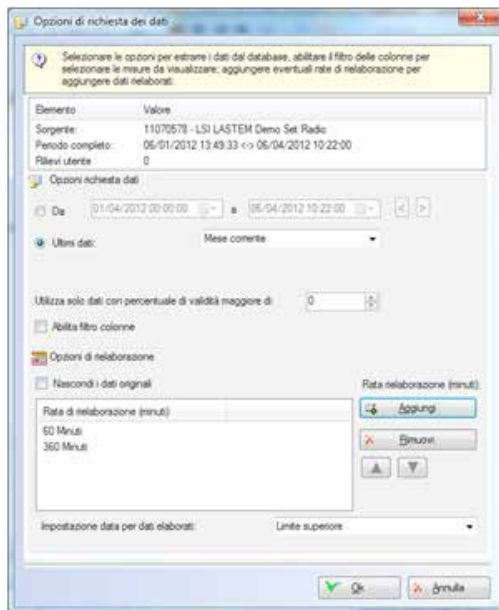 Opzioni di richiesta dei dati
Selezionare le opzioni per estrarre i dati dal database, abilitare il filtro delle colonne per
selezionare le misure da visualizzare; aggiungere eventuali rate di rielaborazione per
aggiungere dati rielaborati.
Elemento Valore
Sorgente: 11070578 - LSI LASTEM Demo Set Radio
Periodo completo: 06/01/2012 13:49:33 <-> 06/04/2012 10:22:00
Rilievi utente 0
Opzioni richiesta dati
Da 01/04/2012 00:00:00 a 06/04/2012 10:22:00 < >
Ultimi dati: Mese corrente
Utilizza solo dati con percentuale di validità maggiore di 0
Abilita filtro colonne
Opzioni di rielaborazione
Nascondi i dati originali Rata rielaborazione (minuti):
Rata di rielaborazione (minuti) Aggiungi
60 Minuti
360 Minuti Rimuovi
Impostazione data per dati elaborati: Limite superiore
Ok Annulla